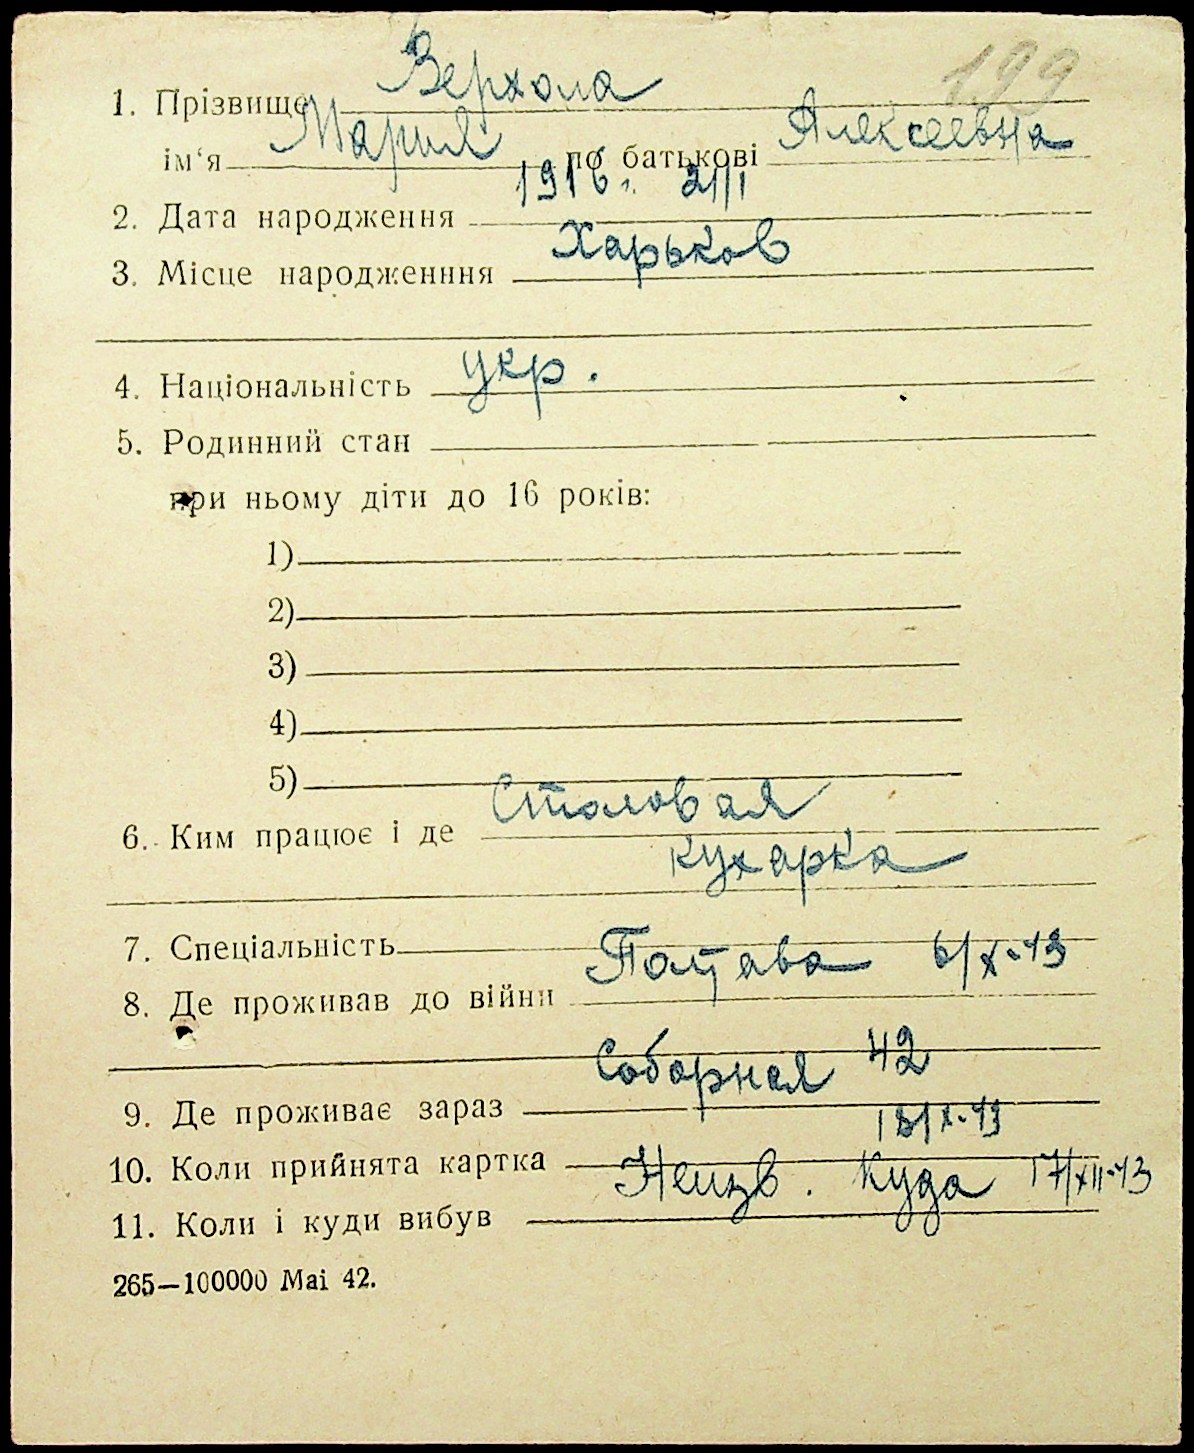 199
1. Прізвище Верхола
ім‘я Мария по батькові Алексеевна
2. Дата народження 1916 г. 21/І
3. Місце народженння Харьков
4. Національність укр.
5. Родинний стан
при ньому діти до 16 років:
1)
2)
3)
4)
5)
6. Ким працює і де Столовая
кухарка
7. Спеціальність
8. Де проживав до війни Полтава 6/X-43
9. Де проживає зараз Соборная 42
10. Коли прийнята картка 13/X-43
11. Коли і куди вибув Неизв. куда 17/XII-43
265—100000 Mai 42.